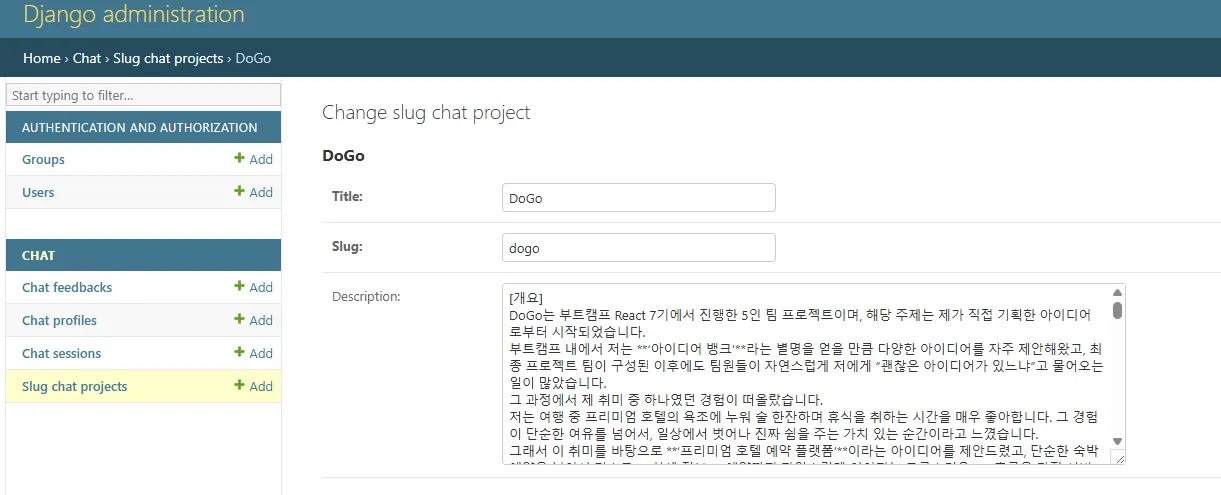 Django administration
Home › Chat › Slug chat projects › DoGo
Start typing to filter...
AUTHENTICATION AND AUTHORIZATION
Groups + Add
Users + Add
CHAT
Chat feedbacks + Add
Chat profiles + Add
Chat sessions + Add
Slug chat projects + Add
Change slug chat project
DoGo
Title: DoGo
Slug: dogo
Description:
[개요]
DoGo는 부트캠프 React 7기에서 진행한 5인 팀 프로젝트이며, 해당 주제는 제가 직접 기획한 아이디어
로부터 시작되었습니다.
부트캠프 내에서 저는 **‘아이디어 뱅크’**라는 별명을 얻을 만큼 다양한 아이디어를 자주 제안해왔고, 최
종 프로젝트 팀이 구성된 이후에도 팀원들이 자연스럽게 저에게 “괜찮은 아이디어가 있느냐”고 물어오는
일이 많았습니다.
그 과정에서 제 취미 중 하나였던 경험이 떠올랐습니다.
저는 여행 중 프리미엄 호텔의 욕조에 누워 술 한잔하며 휴식을 취하는 시간을 매우 좋아합니다. 그 경험
이 단순한 여유를 넘어서, 일상에서 벗어나 진짜 쉼을 주는 가치 있는 순간이라고 느꼈습니다.
그래서 이 취미를 바탕으로 **‘프리미엄 호텔 예약 플랫폼’**이라는 아이디어를 제안드렸고, 단순한 숙박